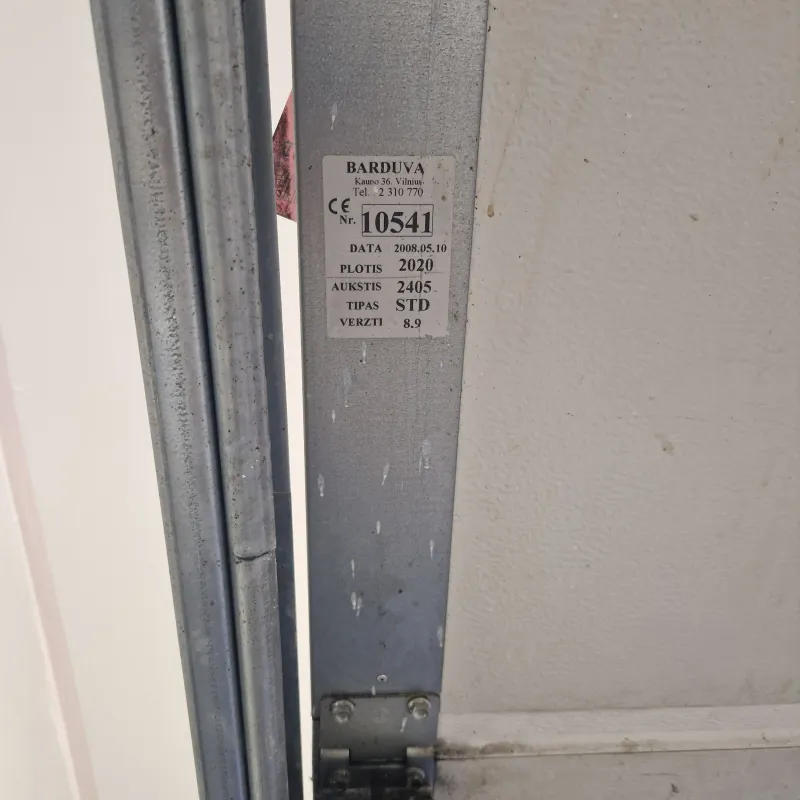 BARDUVA
Kauno 36. Vilnius
Tel. 2 310 770
CE
Nr. 10541
DATA 2008.05.10
PLOTIS 2020
AUKSTIS 2405
TIPAS STD
VERZTI 8.9